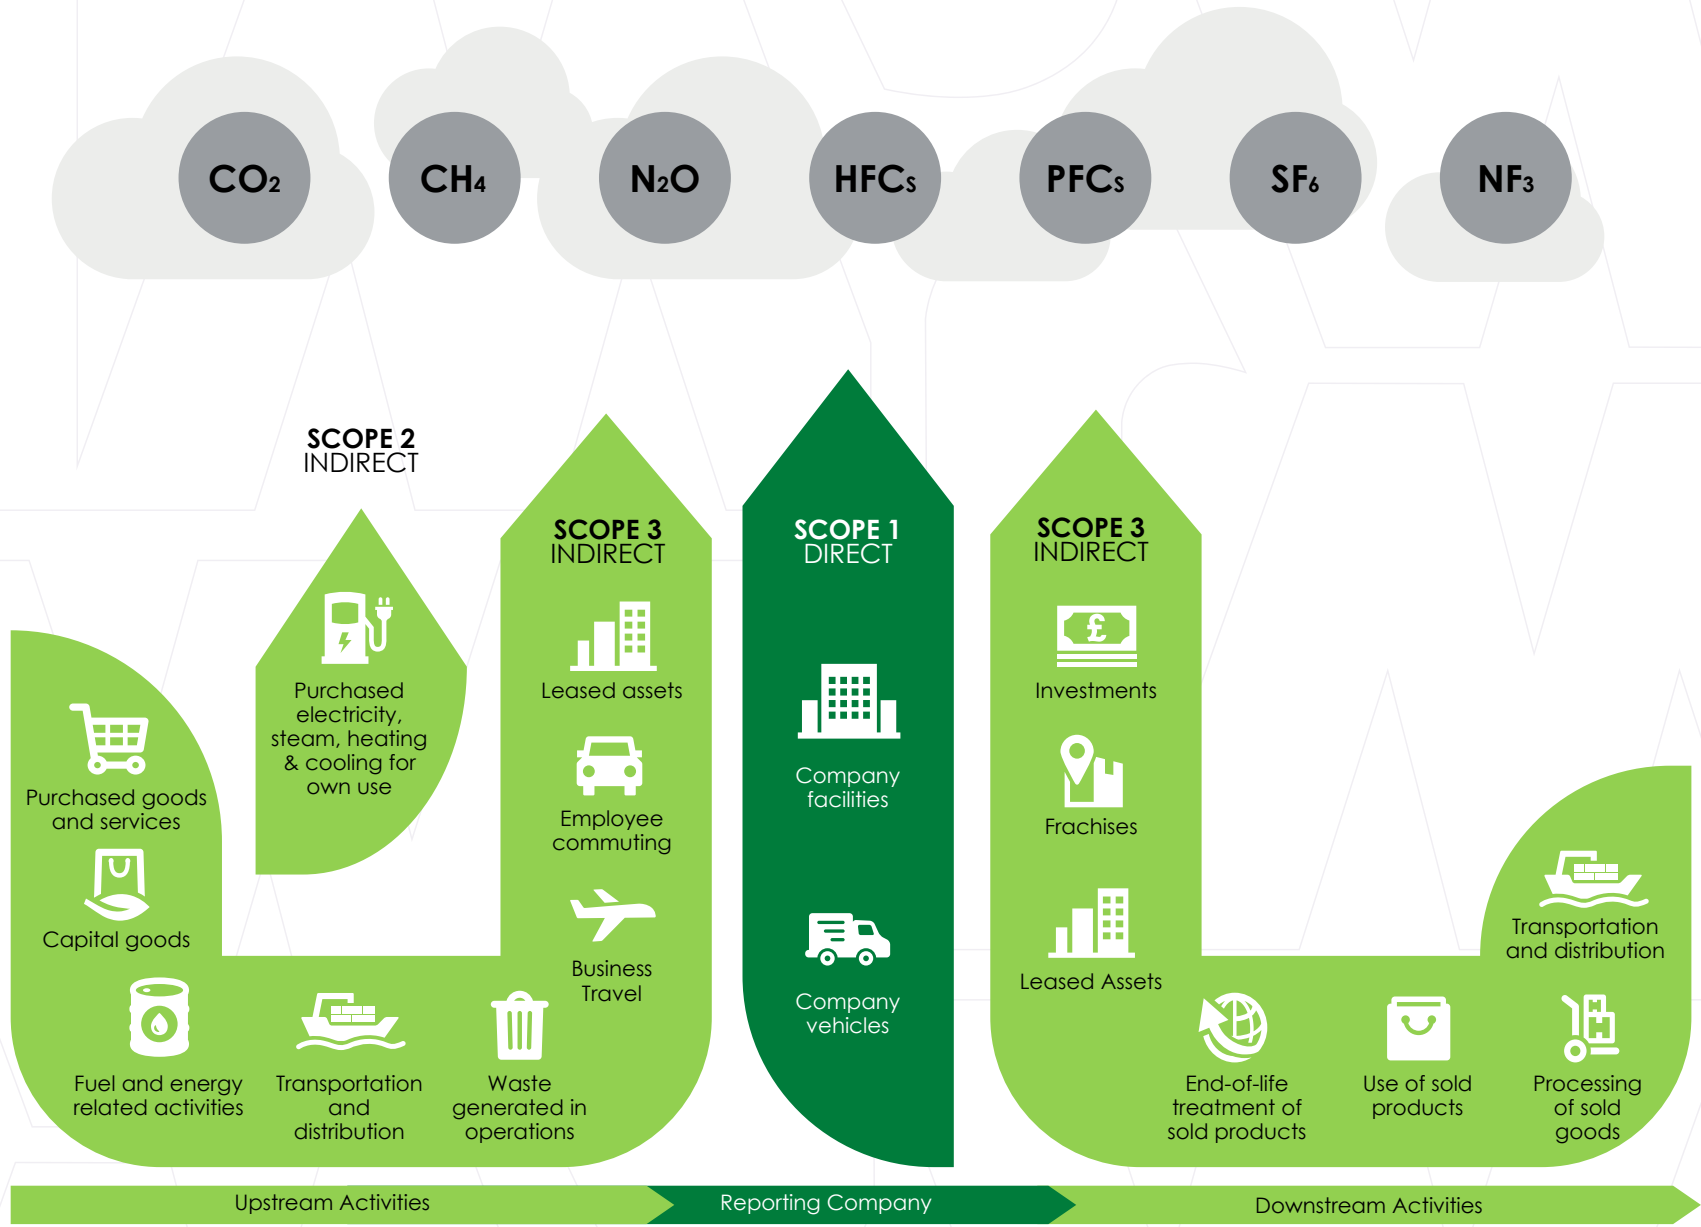 CO₂
CH₄
N₂O
HFCs
PFCs
SF₆
NF₃
SCOPE 2
INDIRECT
Purchased
electricity,
steam, heating
& cooling for
own use
Purchased goods
and services
Capital goods
Fuel and energy
related activities
Transportation
and
distribution
Waste
generated in
operations
SCOPE 3
INDIRECT
Leased assets
Employee
commuting
Business
Travel
SCOPE 1
DIRECT
Company
facilities
Company
vehicles
SCOPE 3
INDIRECT
£
Investments
Frachises
Leased Assets
End-of-life
treatment of
sold products
Use of sold
products
Processing
of sold
goods
Transportation
and distribution
Upstream Activities
Reporting Company
Downstream Activities